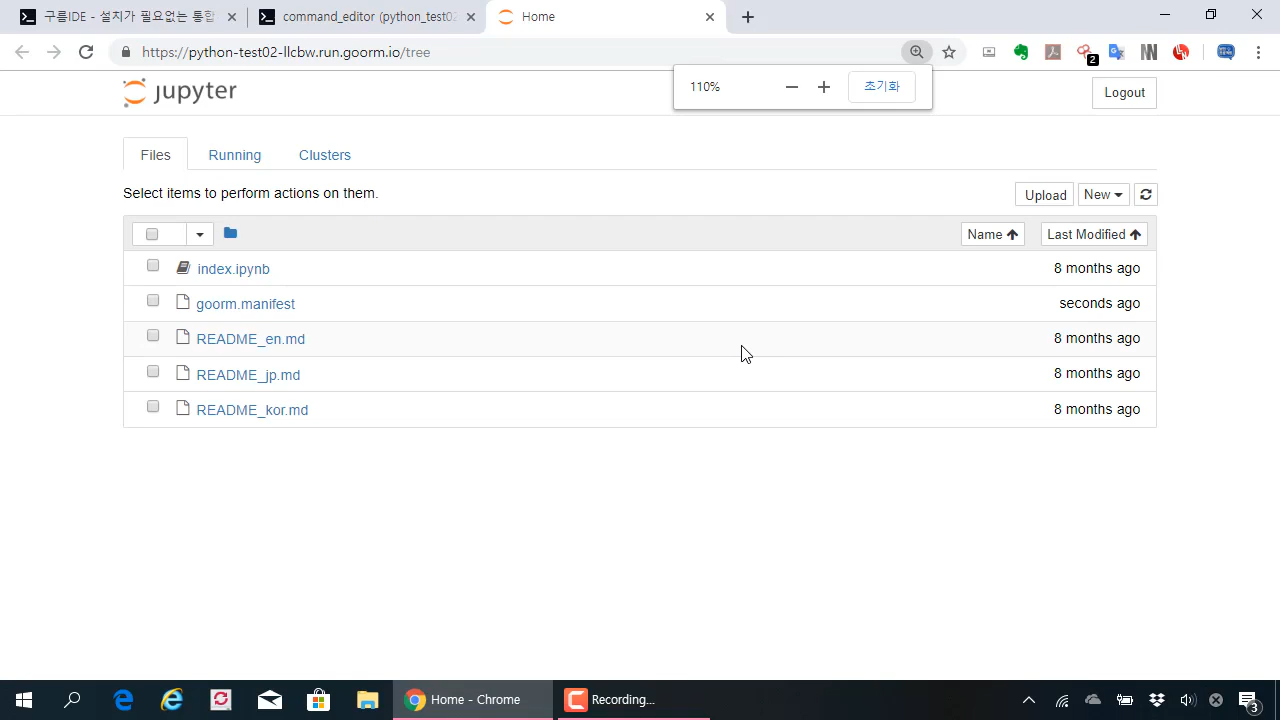 구름IDE - 설치가 필요없는 통합
command_editor (python_test02
Home
https://python-test02-llcbw.run.goorm.io/tree
2
110%
초기화
jupyter
Logout
Files
Running
Clusters
Select items to perform actions on them.
Upload
New
Name
Last Modified
index.ipynb
8 months ago
goorm.manifest
seconds ago
README_en.md
8 months ago
README_jp.md
8 months ago
README_kor.md
8 months ago
Home - Chrome
Recording...
3